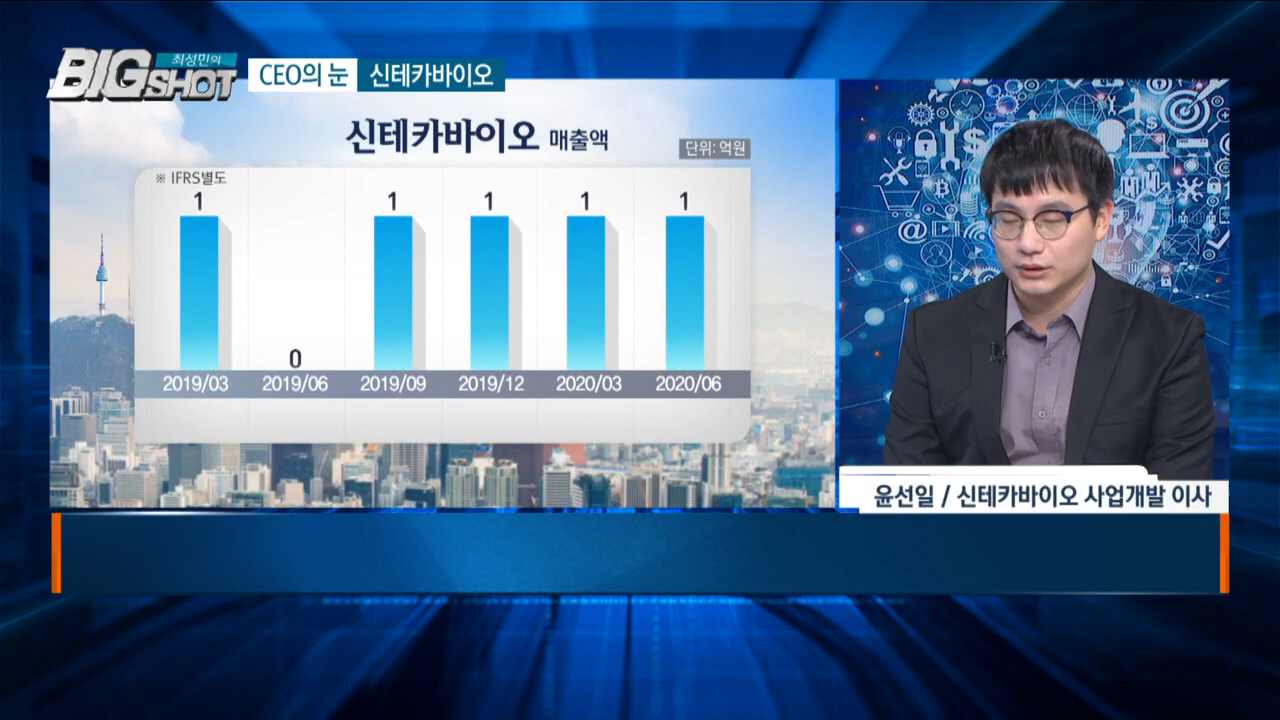 최성민의
BIG SHOT
CEO의 눈 신테카바이오
신테카바이오 매출액
단위: 억원
※ IFRS별도
1 0 1 1 1 1
2019/03 2019/06 2019/09 2019/12 2020/03 2020/06
윤선일 / 신테카바이오 사업개발 이사